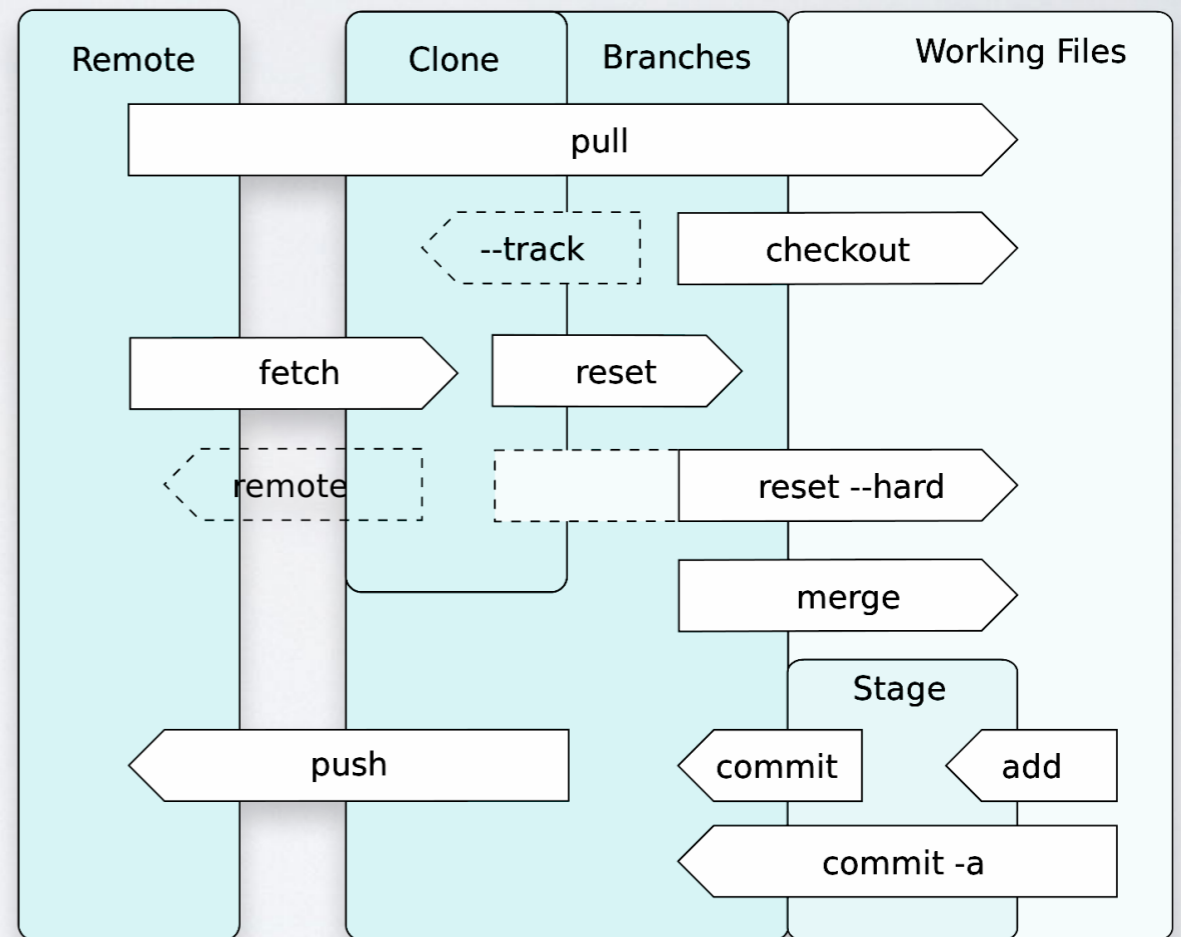 Remote
Clone
Branches
Working Files
pull
--track
checkout
fetch
reset
remote
reset --hard
merge
Stage
push
commit
add
commit -a